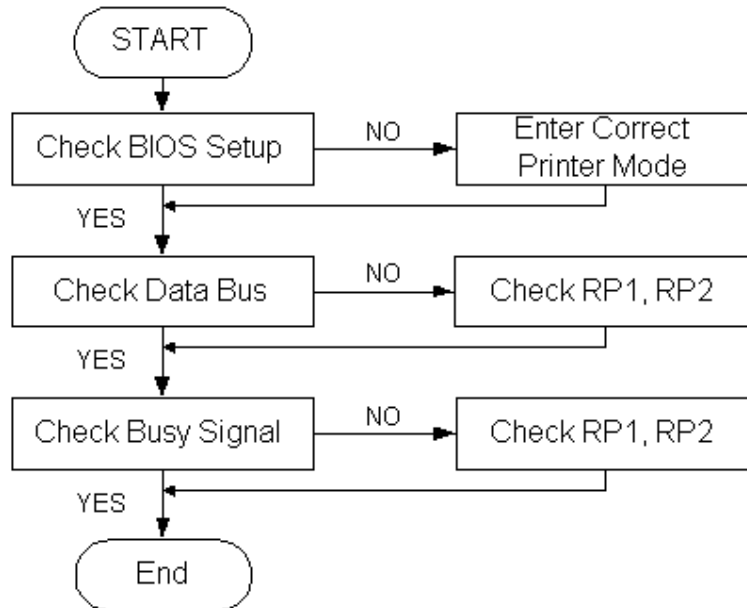 START
Check BIOS Setup
NO
Enter Correct
Printer Mode
YES
Check Data Bus
NO
Check RP1, RP2
YES
Check Busy Signal
NO
Check RP1, RP2
YES
End